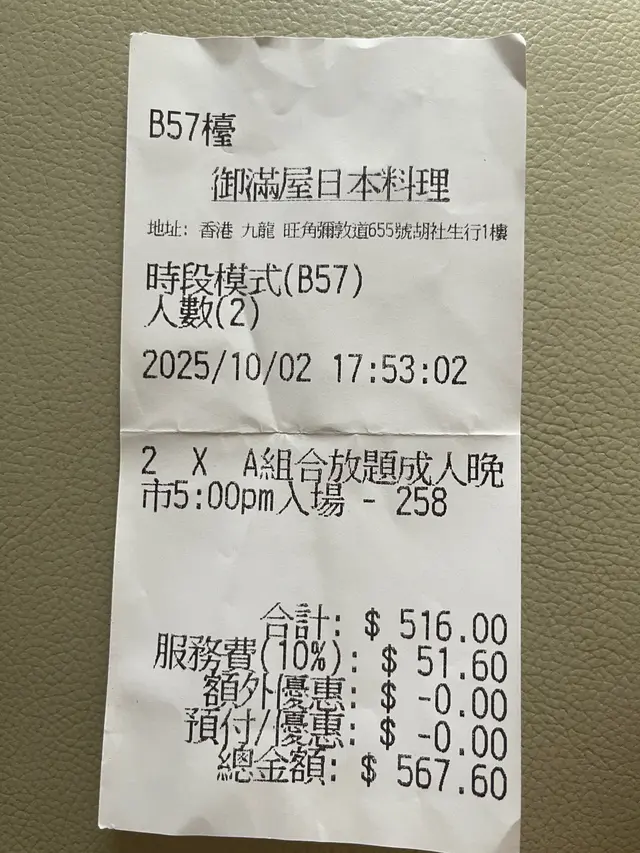 B57檯
御滿屋日本料理
地址: 香港 九龍 旺角彌敦道655號胡社生行1樓
時段模式(B57)
人數(2)
2025/10/02 17:53:02
2 X A組合放題成人晚
市5:00pm入場 - 258
合計: $ 516.00
服務費(10%): $ 51.60
額外優惠: $ -0.00
預付/優惠: $ -0.00
總金額: $ 567.60